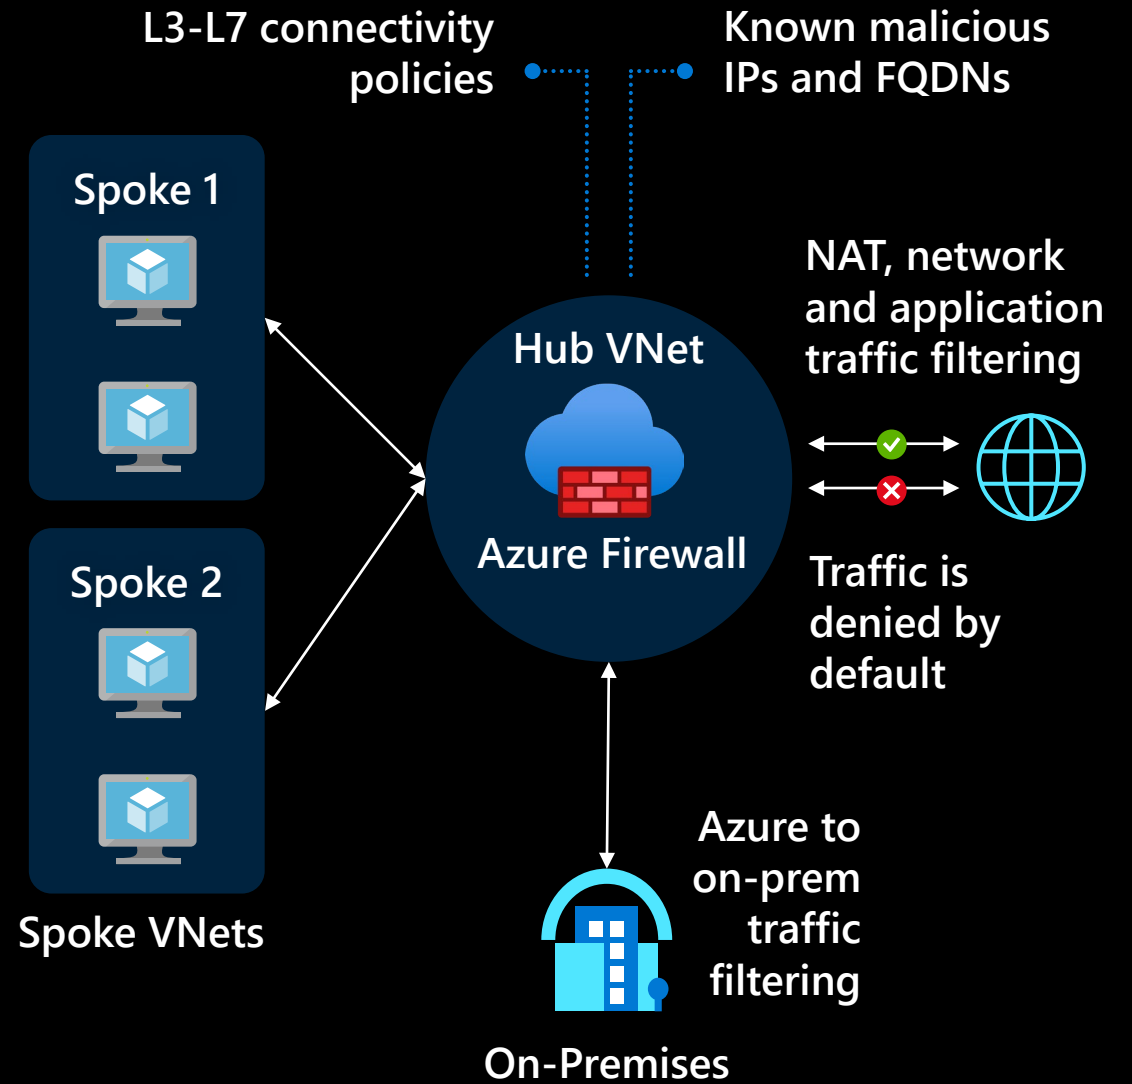 L3-L7 connectivity
policies
Known malicious
IPs and FQDNs
Spoke 1
Spoke 2
Spoke VNets
Hub VNet
Azure Firewall
NAT, network
and application
traffic filtering
Traffic is
denied by
default
Azure to
on-prem
traffic
filtering
On-Premises